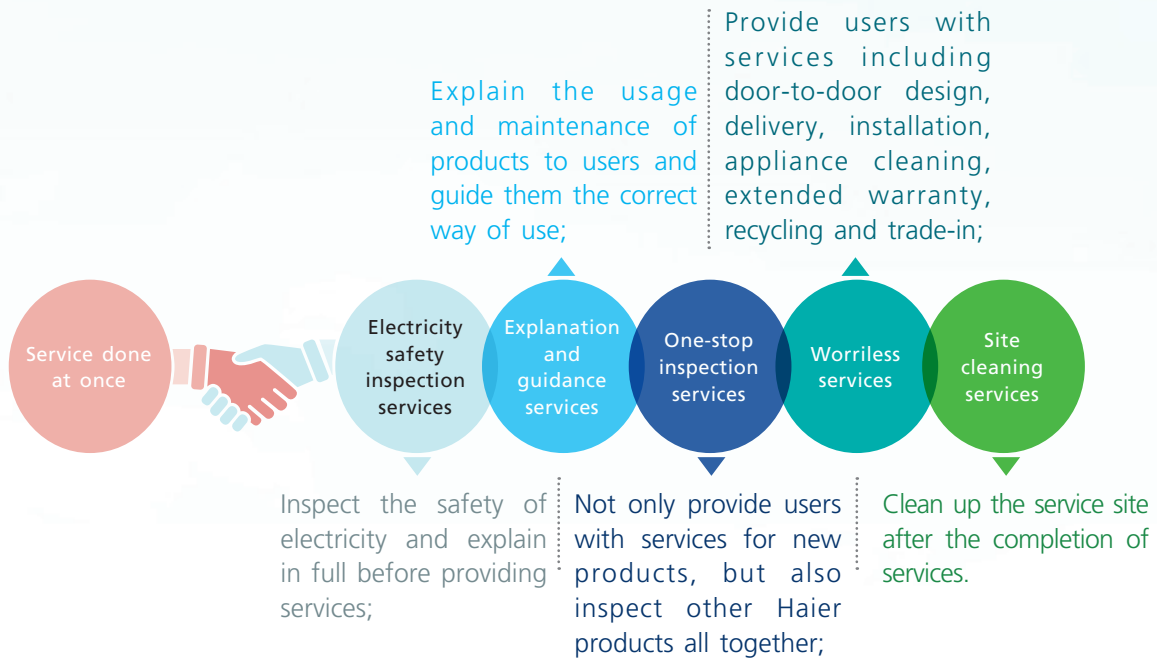 Provide users with
services including
door-to-door design,
delivery, installation,
appliance cleaning,
extended warranty,
recycling and trade-in;
Explain the usage
and maintenance of
products to users and
guide them the correct
way of use;
Service done
at once
Electricity
safety
inspection
services
Explanation
and
guidance
services
One-stop
inspection
services
Worriless
services
Site
cleaning
services
Inspect the safety of
electricity and explain
in full before providing
services;
Not only provide users
with services for new
products, but also
inspect other Haier
products all together;
Clean up the service site
after the completion of
services.